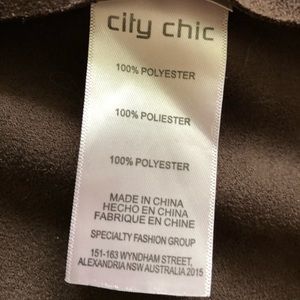 city chic
100% POLYESTER
100% POLIESTER
100% POLYESTER
MADE IN CHINA
HECHO EN CHINA
FABRIQUE EN CHINE
SPECIALTY FASHION GROUP
151-163 WYNDHAM STREET,
ALEXANDRIA NSW AUSTRALIA 2015